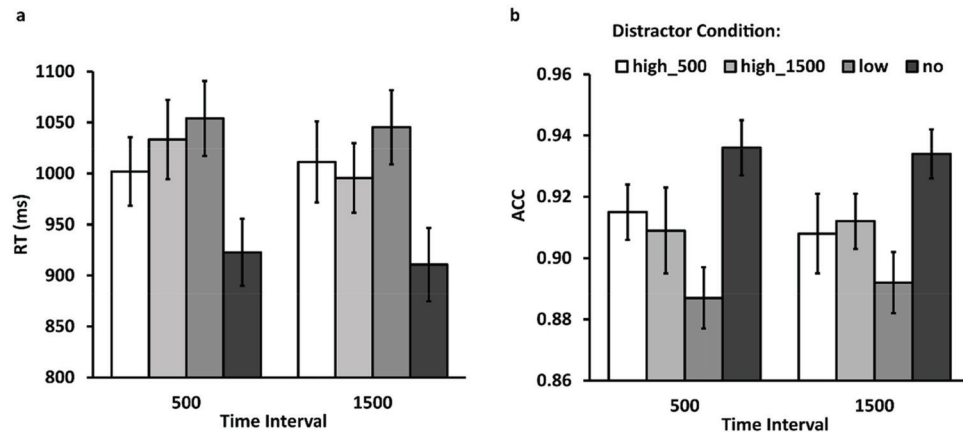 a
1100
1050
1000
950
900
850
800
RT (ms)
500
1500
Time Interval
b
Distractor Condition:
high_500 high_1500 low no
0.96
0.94
0.92
0.90
0.88
0.86
ACC
500
1500
Time Interval